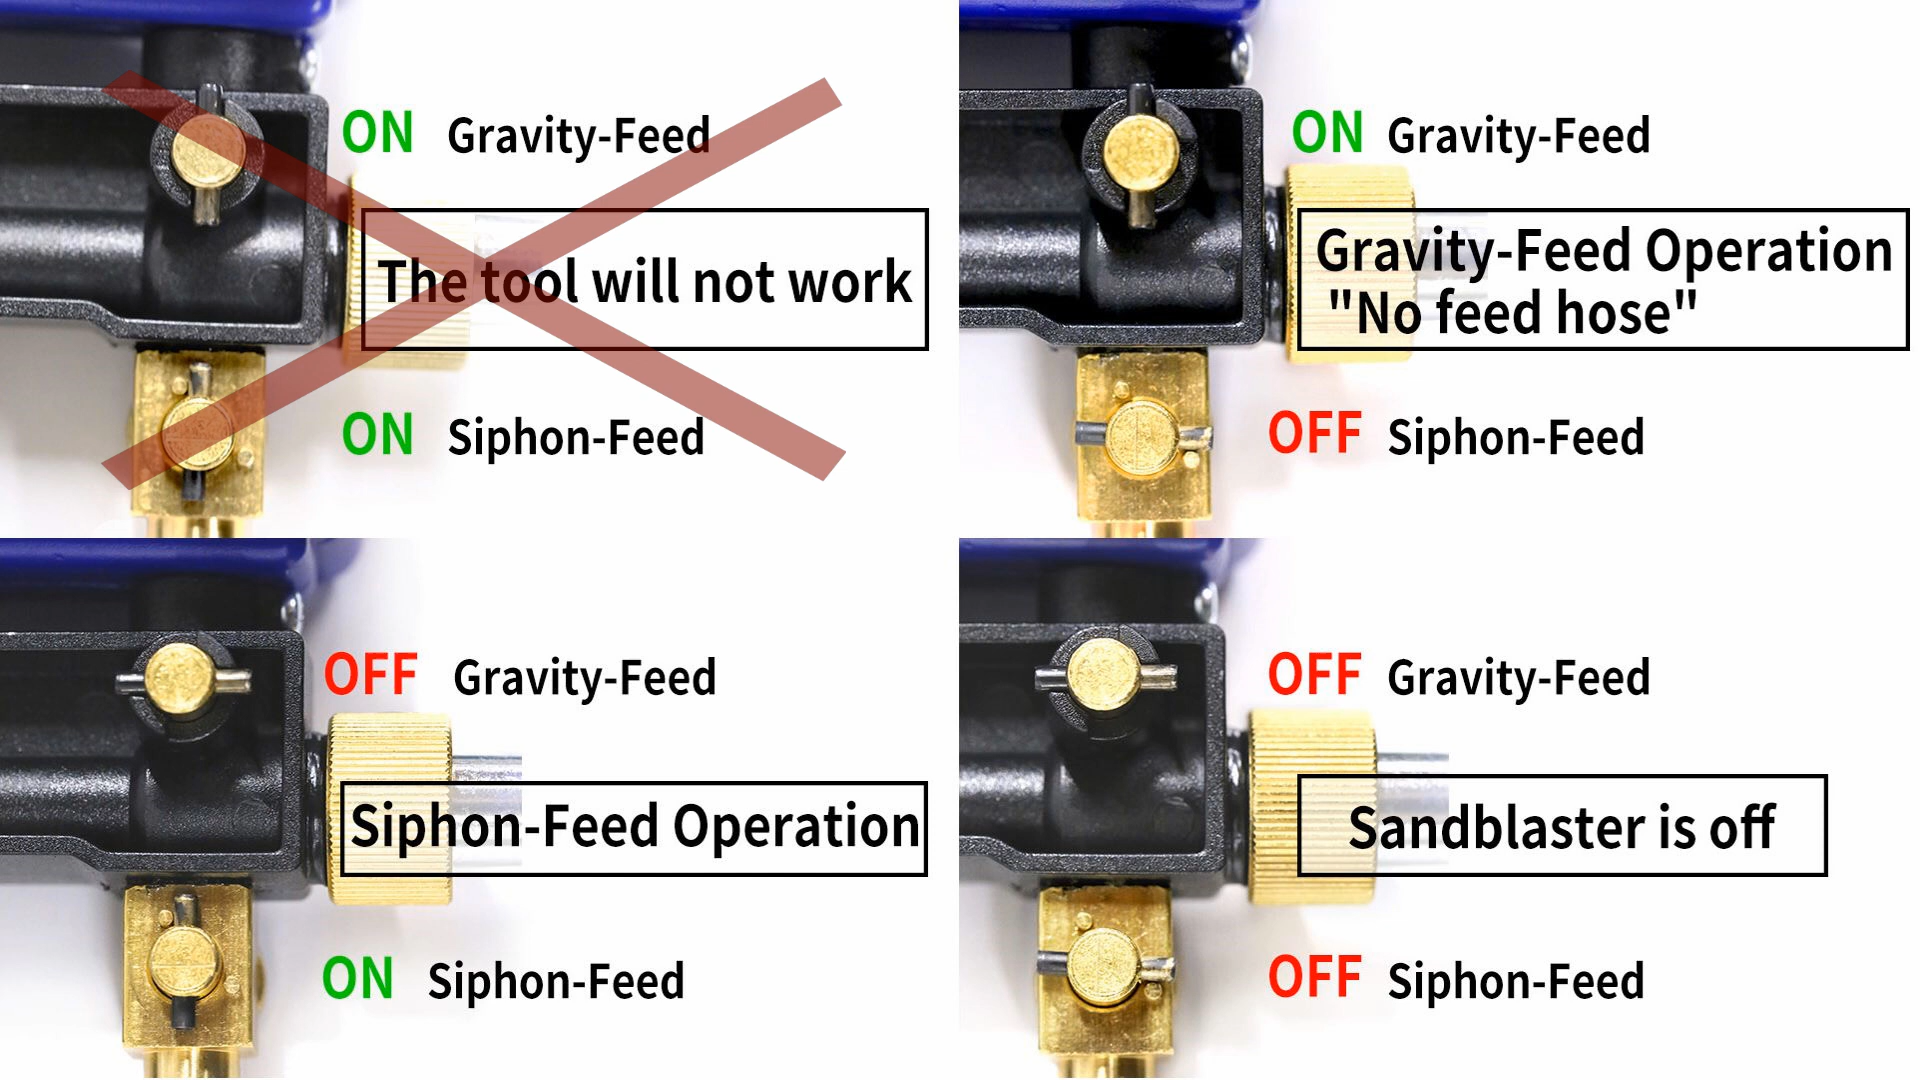 ON Gravity-Feed
The tool will not work
ON Siphon-Feed
ON Gravity-Feed
Gravity-Feed Operation
"No feed hose"
OFF Siphon-Feed
OFF Gravity-Feed
Siphon-Feed Operation
ON Siphon-Feed
OFF Gravity-Feed
Sandblaster is off
OFF Siphon-Feed